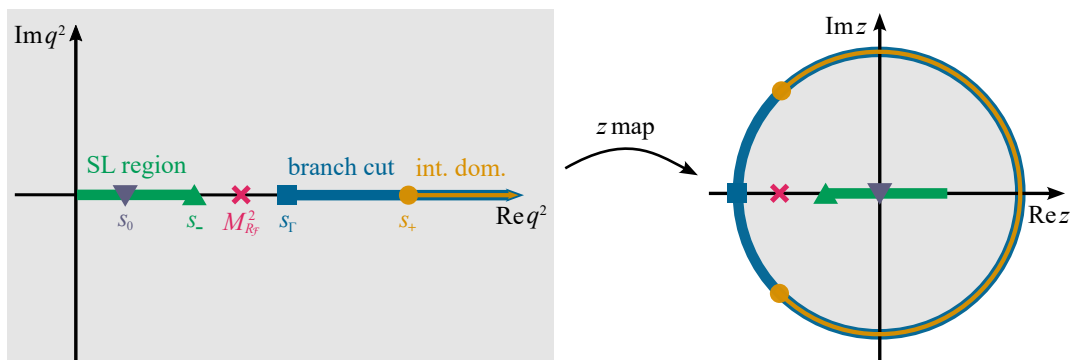 Im q²
SL region
branch cut
int. dom.
s₀
s₋
M²_{R_F}
s_Γ
s₊
Re q²
z map
Im z
Re z